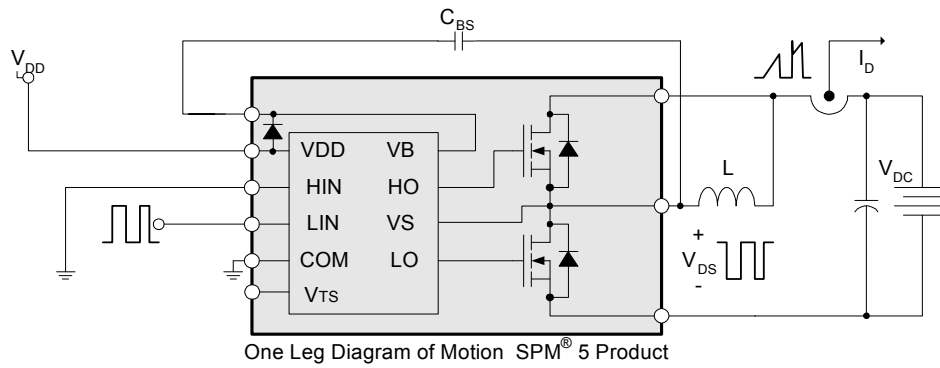 C_BS
V_DD
I_D
VDD VB
HIN HO
LIN VS
COM LO
V_TS
L
V_DC
+
V_DS
-
One Leg Diagram of Motion SPM® 5 Product